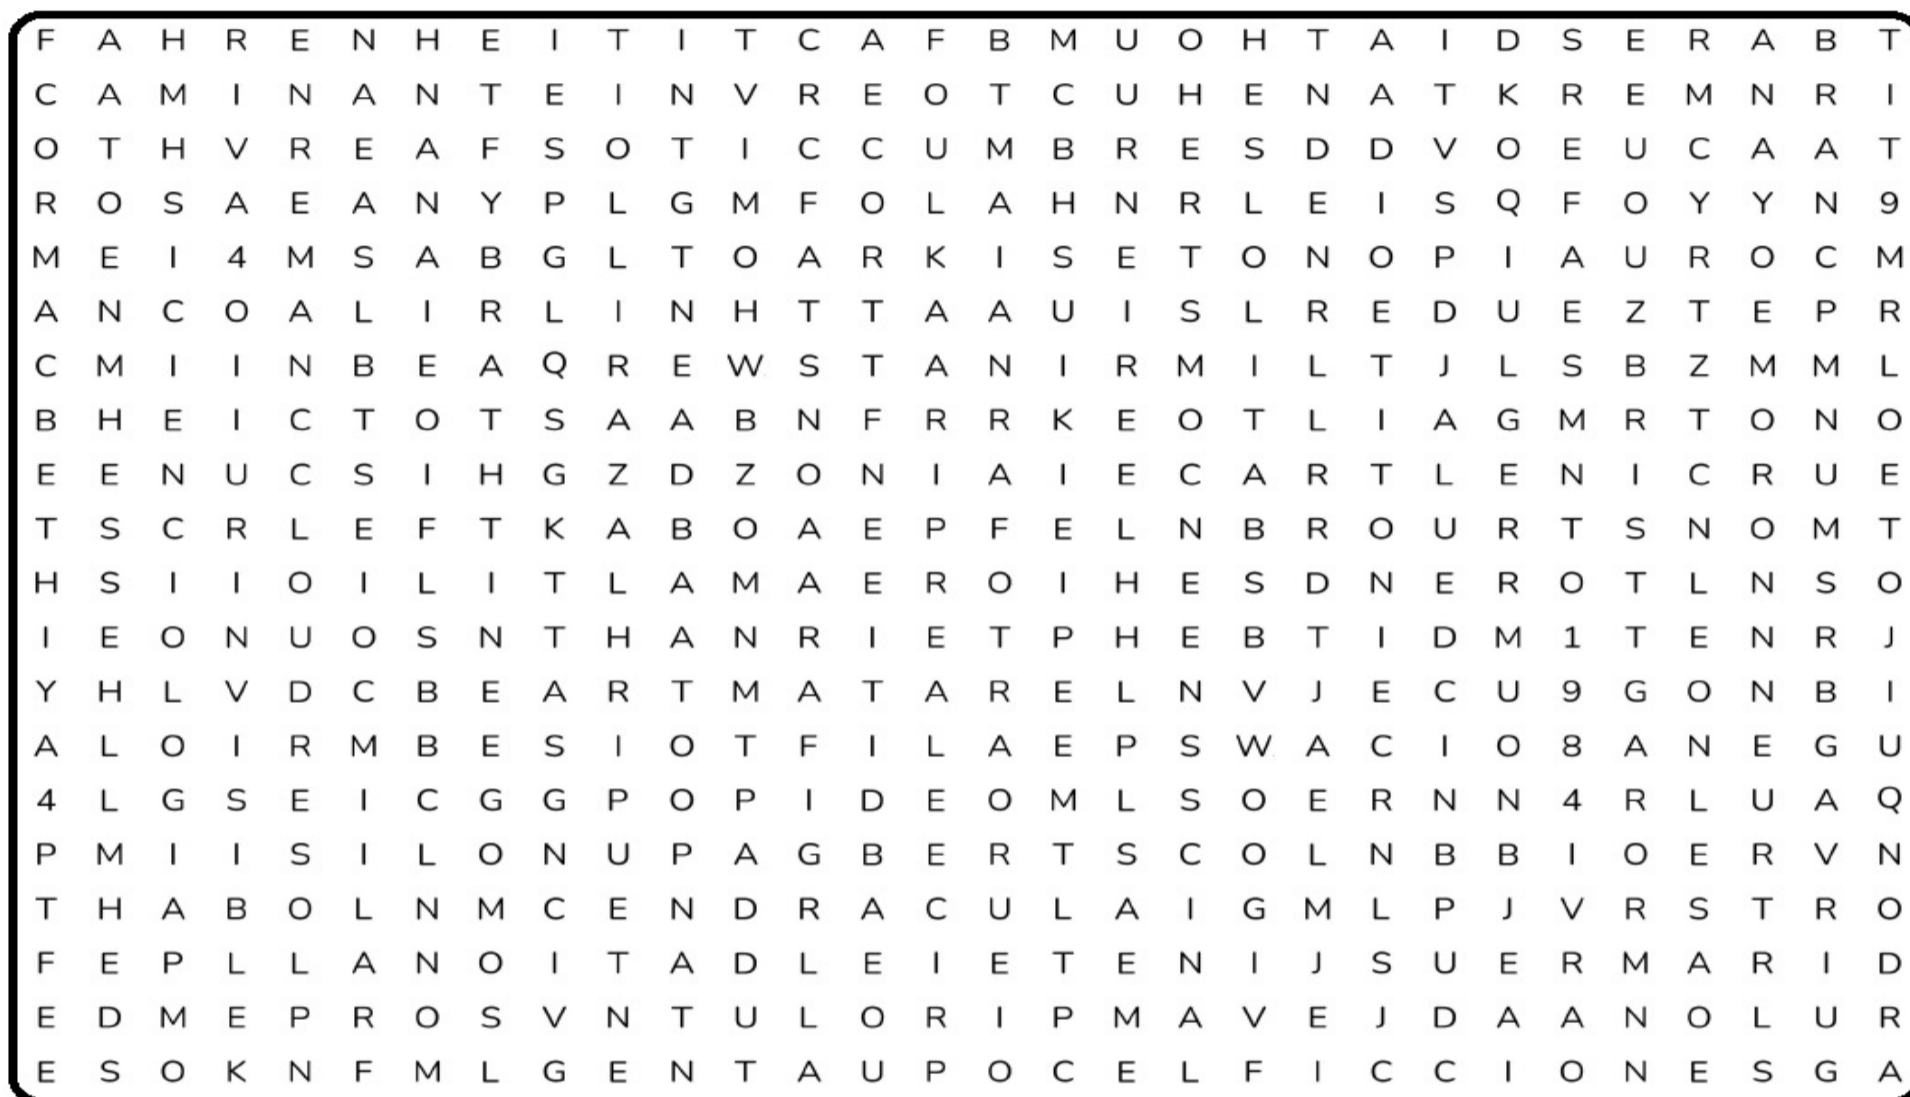 F A H R E N H E I T I T C A F B M U O H T A I D S E R A B T
C A M I N A N T E I N V R E O T C U H E N A T K R E M N R I
O T H V R E A F S O T I C C U M B R E S D D V O E U C A A T
R O S A E A N Y P L G M F O L A H N R L E I S Q F O Y Y N 9
M E I 4 M S A B G L T O A R K I S E T O N O P I A U R O C M
A N C O A L I R L I N H T T A A U I S L R E D U E Z T E P R
C M I I N B E A Q R E W S T A N I R M I L T J L S B Z M M L
B H E I C T O T S A A B N F R R K E O T L I A G M R T O N O
E E N U C S I H G Z D Z O N I A I E C A R T L E N I C R U E
T S C R L E F T K A B O A E P F E L N B R O U R T S N O M T
H S I I O I L I T L A M A E R O I H E S D N E R O T L N S O
I E O N U O S N T H A N R I E T P H E B T I D M 1 T E N R J
Y H L V D C B E A R T M A T A R E L N V J E C U 9 G O N B I
A L O I R M B E S I O T F I L A E P S W A C I O 8 A N E G U
4 L G S E I C G G P O P I D E O M L S O E R N N 4 R L U A Q
P M I I S I L O N U P A G B E R T S C O L N B B I O E R V N
T H A B O L N M C E N D R A C U L A I G M L P J V R S T R O
F E P L L A N O I T A D L E I E T E N I J S U E R M A R I D
E D M E P R O S V N T U L O R I P M A V E J D A A N O L U R
E S O K N F M L G E N T A U P O C E L F I C C I O N E S G A